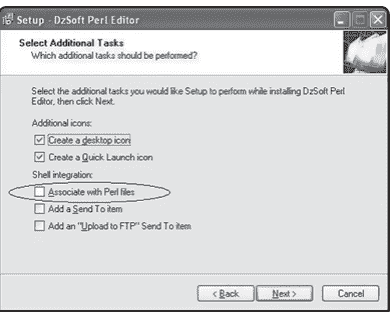 Setup - DzSoft Perl Editor
Select Additional Tasks
Which additional tasks should be performed?
Select the additional tasks you would like Setup to perform while installing DzSoft Perl
Editor, then click Next.
Additional icons:
Create a desktop icon
Create a Quick Launch icon
Shell integration:
Associate with Perl files
Add a Send To item
Add an "Upload to FTP" Send To item
< Back
Next >
Cancel